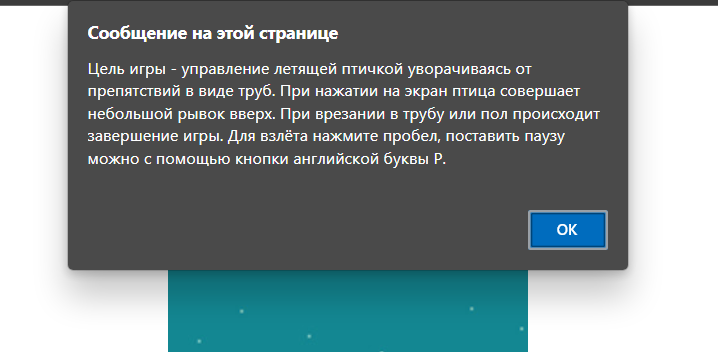 Сообщение на этой странице
Цель игры - управление летящей птичкой уворачиваясь от
препятствий в виде труб. При нажатии на экран птица совершает
небольшой рывок вверх. При врезании в трубу или пол происходит
завершение игры. Для взлёта нажмите пробел, поставить паузу
можно с помощью кнопки английской буквы P.
ОК